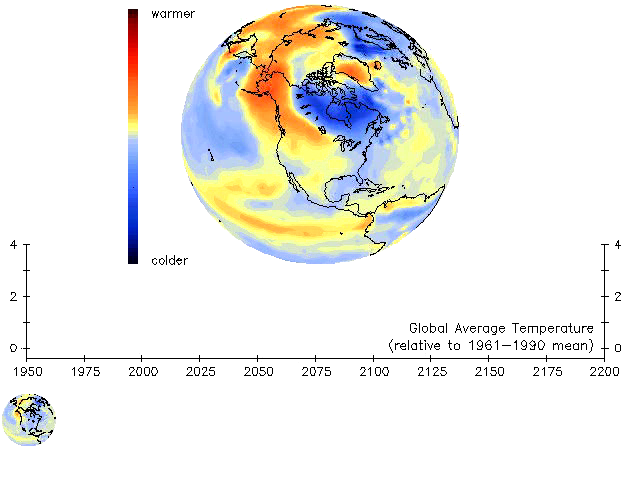 warmer
colder
4 4
2 2
0 0
Global Average Temperature
(relative to 1961-1990 mean)
1950 1975 2000 2025 2050 2075 2100 2125 2150 2175 2200